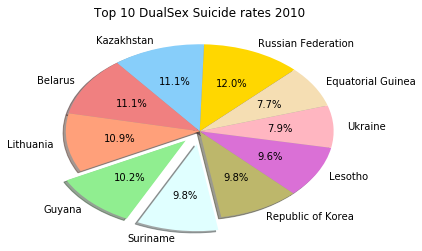 Top 10 DualSex Suicide rates 2010
Kazakhstan
Russian Federation
Belarus
Equatorial Guinea
Lithuania
Ukraine
Guyana
Lesotho
Suriname
Republic of Korea
11.1%
12.0%
11.1%
7.7%
10.9%
7.9%
10.2%
9.6%
9.8%
9.8%